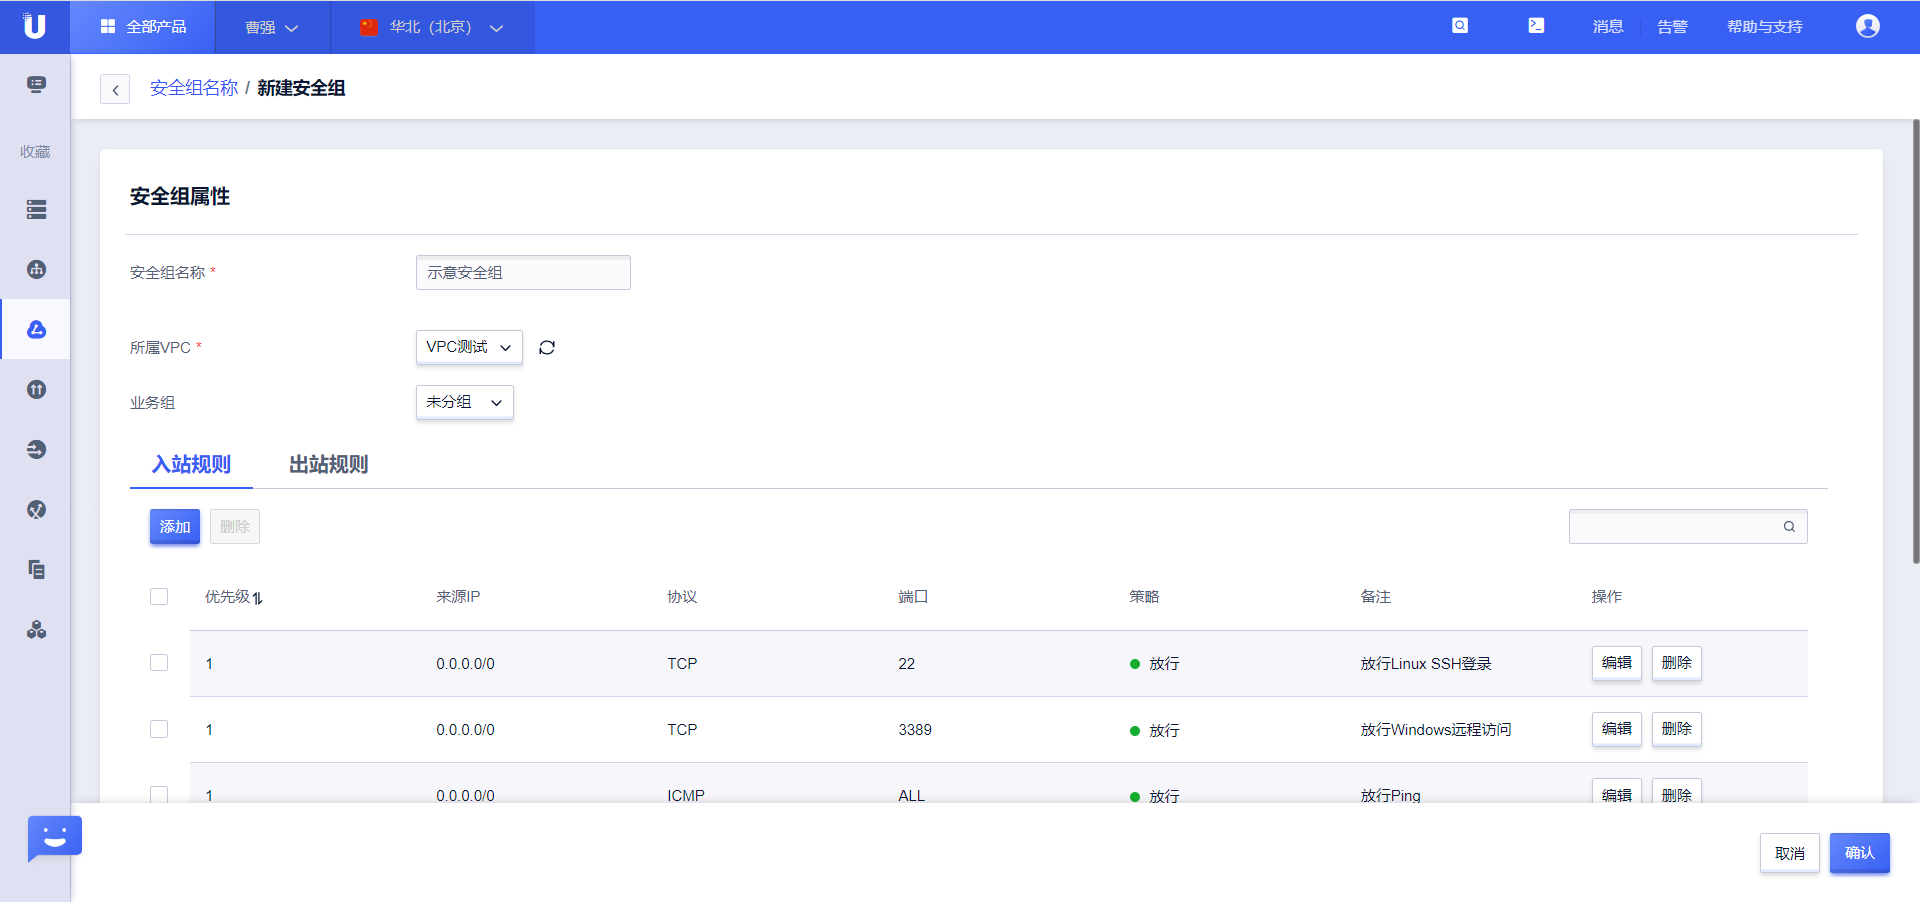 U 全部产品 曹强 华北（北京） 消息 告警 帮助与支持
收藏
安全组名称 / 新建安全组
安全组属性
安全组名称 * 示意安全组
所属VPC * VPC测试
业务组 未分组
入站规则 出站规则
添加 删除
优先级 来源IP 协议 端口 策略 备注 操作
1 0.0.0.0/0 TCP 22 放行 放行Linux SSH登录 编辑 删除
1 0.0.0.0/0 TCP 3389 放行 放行Windows远程访问 编辑 删除
1 0.0.0.0/0 ICMP ALL 放行 放行Ping 编辑 删除
取消 确认